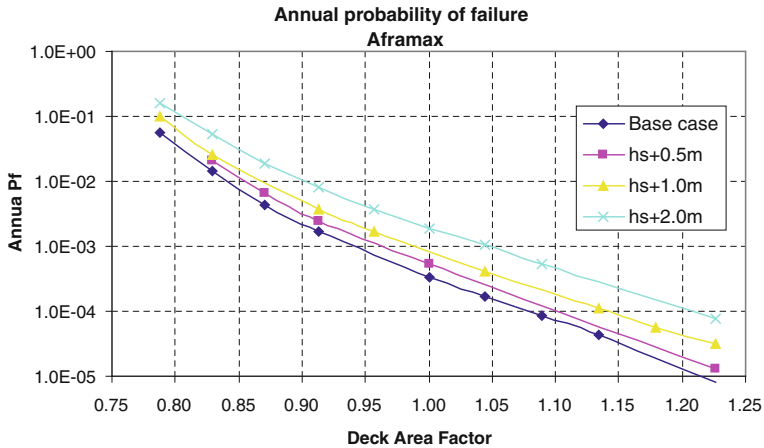 Annual probability of failure
Aframax
1.0E+00
1.0E-01
1.0E-02
1.0E-03
1.0E-04
1.0E-05
Annua Pf
Base case
hs+0.5m
hs+1.0m
hs+2.0m
0.75 0.80 0.85 0.90 0.95 1.00 1.05 1.10 1.15 1.20 1.25
Deck Area Factor